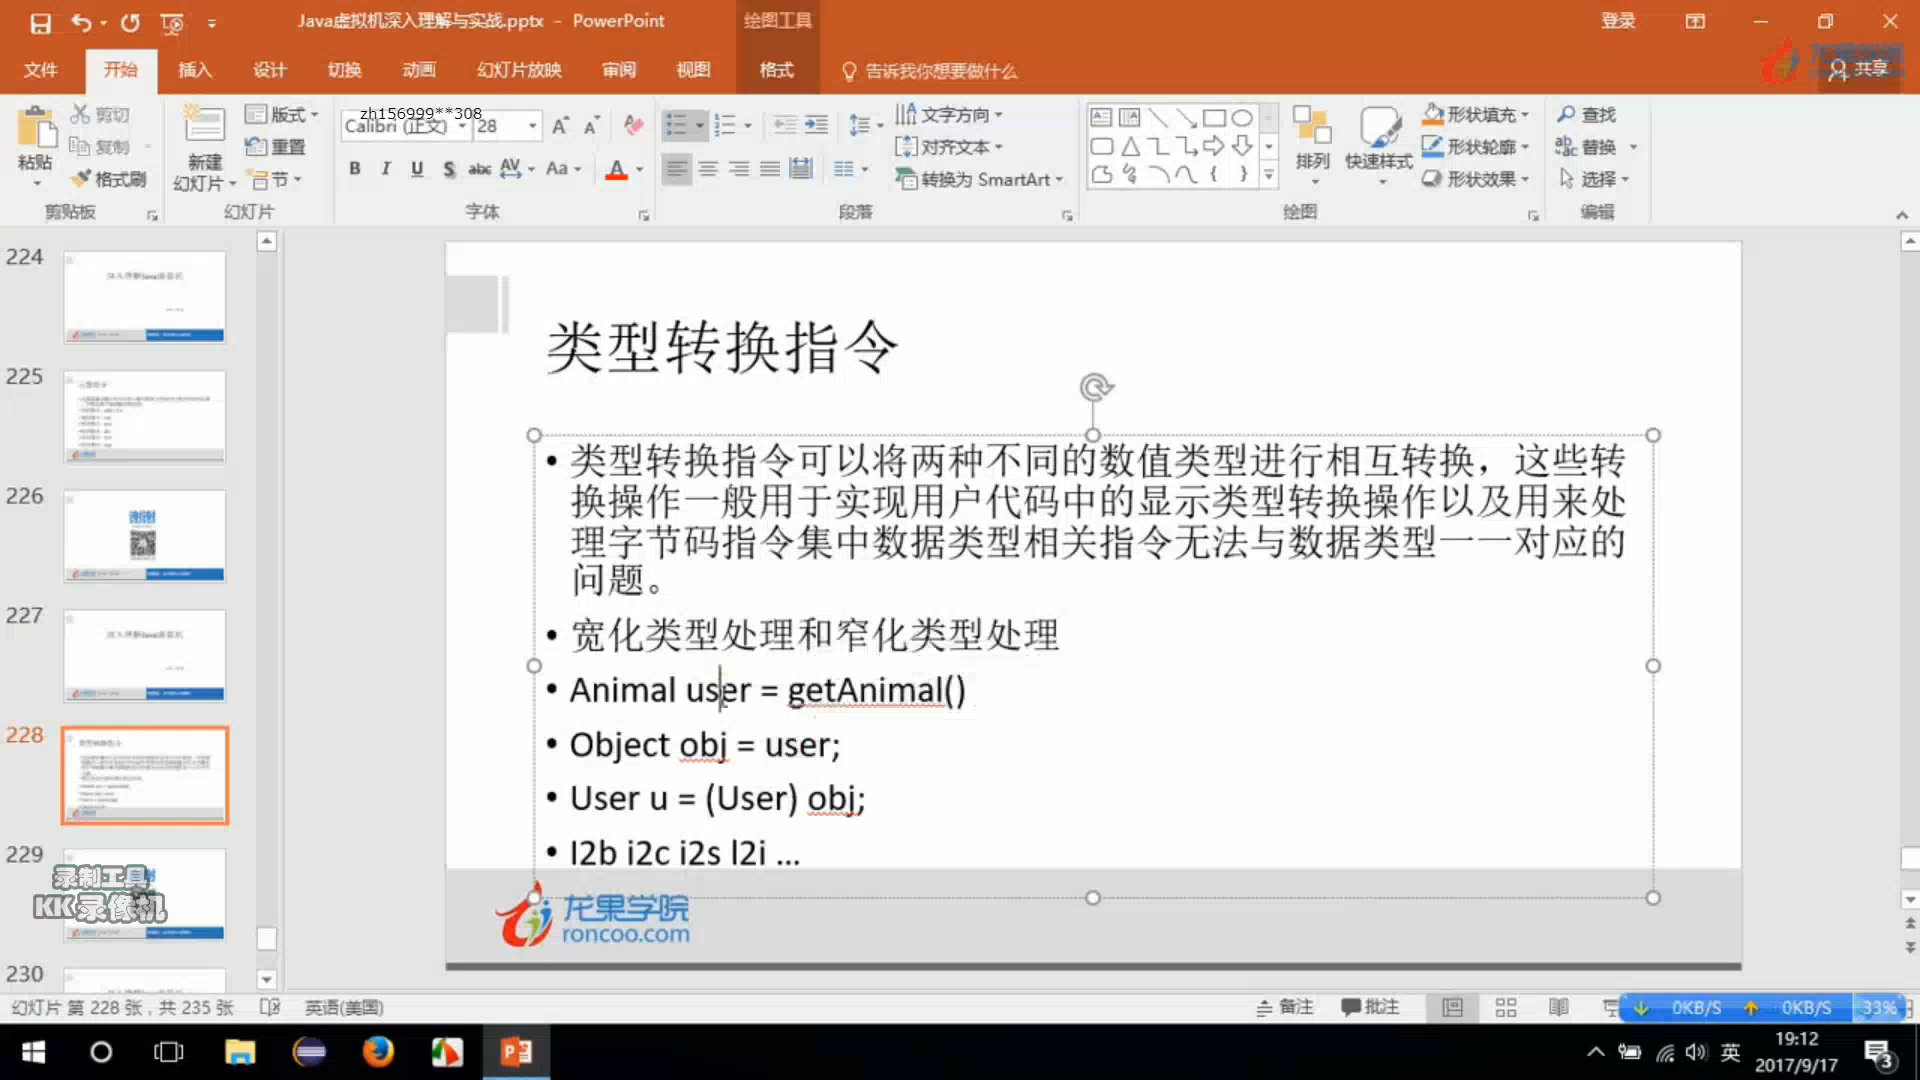 Java虚拟机深入理解与实战.pptx - PowerPoint
绘图工具
登录
文件
开始
插入
设计
切换
动画
幻灯片放映
审阅
视图
格式
告诉我你想要做什么
龙果学院
共享
粘贴
剪切
复制
格式刷
剪贴板
新建
幻灯片
版式
重置
节
幻灯片
zh156999**308
Calibri (正文)
28
B I U S abc AV Aa A
字体
文字方向
对齐文本
转换为 SmartArt
段落
排列
快速样式
形状填充
形状轮廓
形状效果
绘图
查找
替换
选择
编辑
224
225
226
227
228
229
230
录制工具
KK录像机
类型转换指令
• 类型转换指令可以将两种不同的数值类型进行相互转换，这些转
换操作一般用于实现用户代码中的显示类型转换操作以及用来处
理字节码指令集中数据类型相关指令无法与数据类型一一对应的
问题。
• 宽化类型处理和窄化类型处理
• Animal user = getAnimal()
• Object obj = user;
• User u = (User) obj;
• I2b i2c i2s l2i ...
龙果学院
roncoo.com
幻灯片 第 228 张，共 235 张
英语(美国)
备注
批注
0KB/S
0KB/S
33%
英
19:12
2017/9/17
3